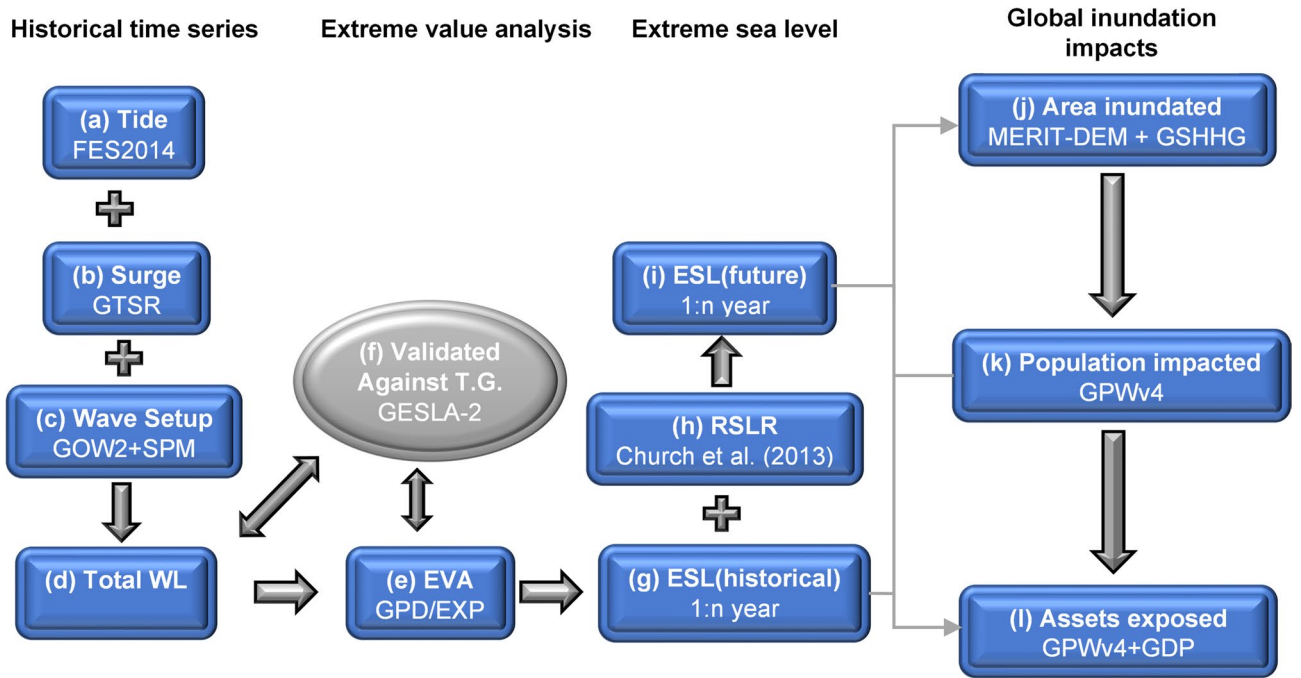 Historical time series
Extreme value analysis
Extreme sea level
Global inundation
impacts
(a) Tide
FES2014
(b) Surge
GTSR
(c) Wave Setup
GOW2+SPM
(d) Total WL
(f) Validated
Against T.G.
GESLA-2
(e) EVA
GPD/EXP
(i) ESL(future)
1:n year
(h) RSLR
Church et al. (2013)
(g) ESL(historical)
1:n year
(j) Area inundated
MERIT-DEM + GSHHG
(k) Population impacted
GPWv4
(l) Assets exposed
GPWv4+GDP